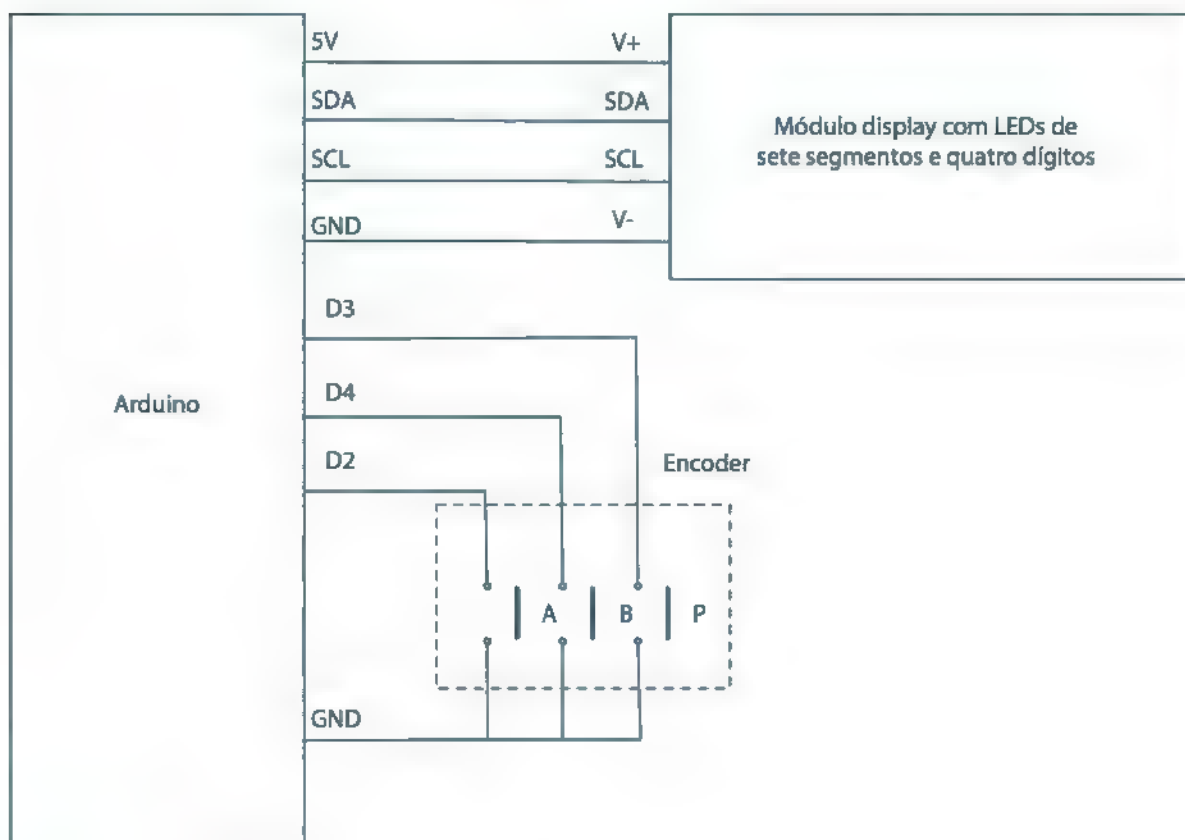 5V
V+
SDA
SDA
Módulo display com LEDs de
sete segmentos e quatro dígitos
SCL
SCL
GND
V-
D3
D4
Arduino
D2
Encoder
A
B
P
GND